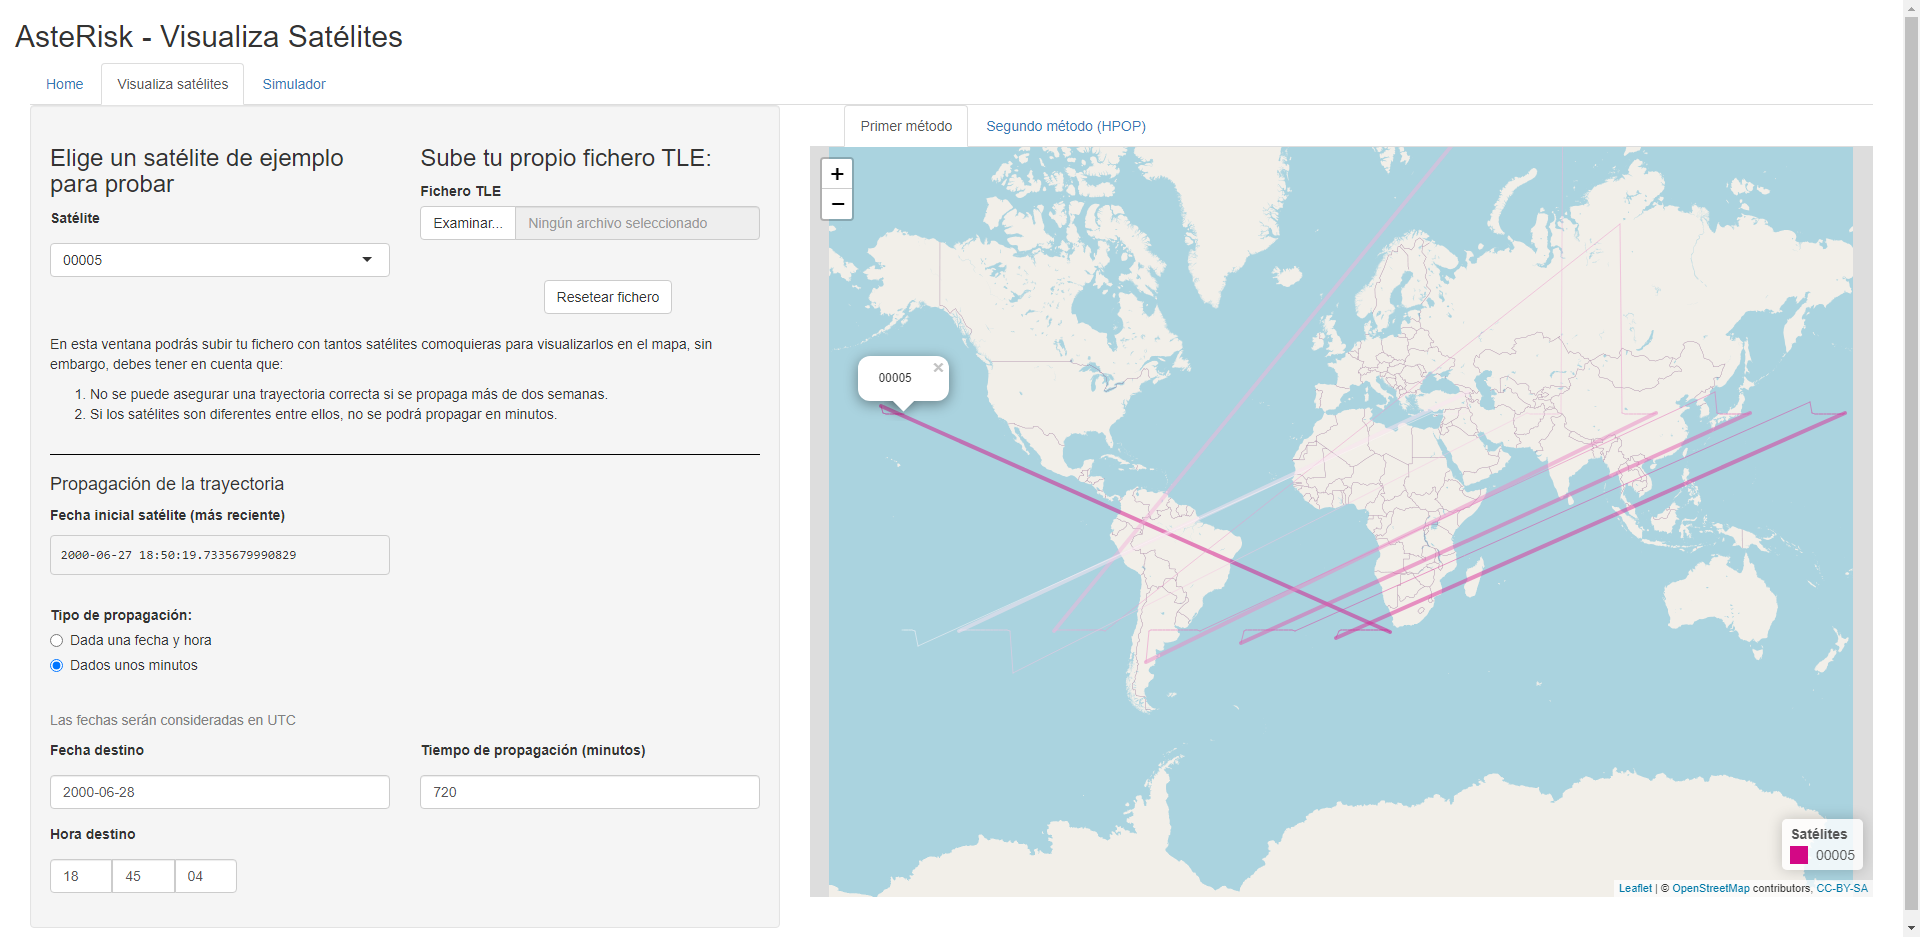 AsteRisk - Visualiza Satélites
Home
Visualiza satélites
Simulador
Elige un satélite de ejemplo
para probar
Satélite
00005
Sube tu propio fichero TLE:
Fichero TLE
Examinar...
Ningún archivo seleccionado
Resetear fichero
En esta ventana podrás subir tu fichero con tantos satélites comoquieras para visualizarlos en el mapa, sin
embargo, debes tener en cuenta que:
1. No se puede asegurar una trayectoria correcta si se propaga más de dos semanas.
2. Si los satélites son diferentes entre ellos, no se podrá propagar en minutos.
Propagación de la trayectoria
Fecha inicial satélite (más reciente)
2000-06-27 18:50:19.7335679990829
Tipo de propagación:
Dada una fecha y hora
Dados unos minutos
Las fechas serán consideradas en UTC
Fecha destino
2000-06-28
Tiempo de propagación (minutos)
720
Hora destino
18 45 04
Primer método
Segundo método (HPOP)
+
−
00005
×
Satélites
00005
Leaflet | © OpenStreetMap contributors, CC-BY-SA